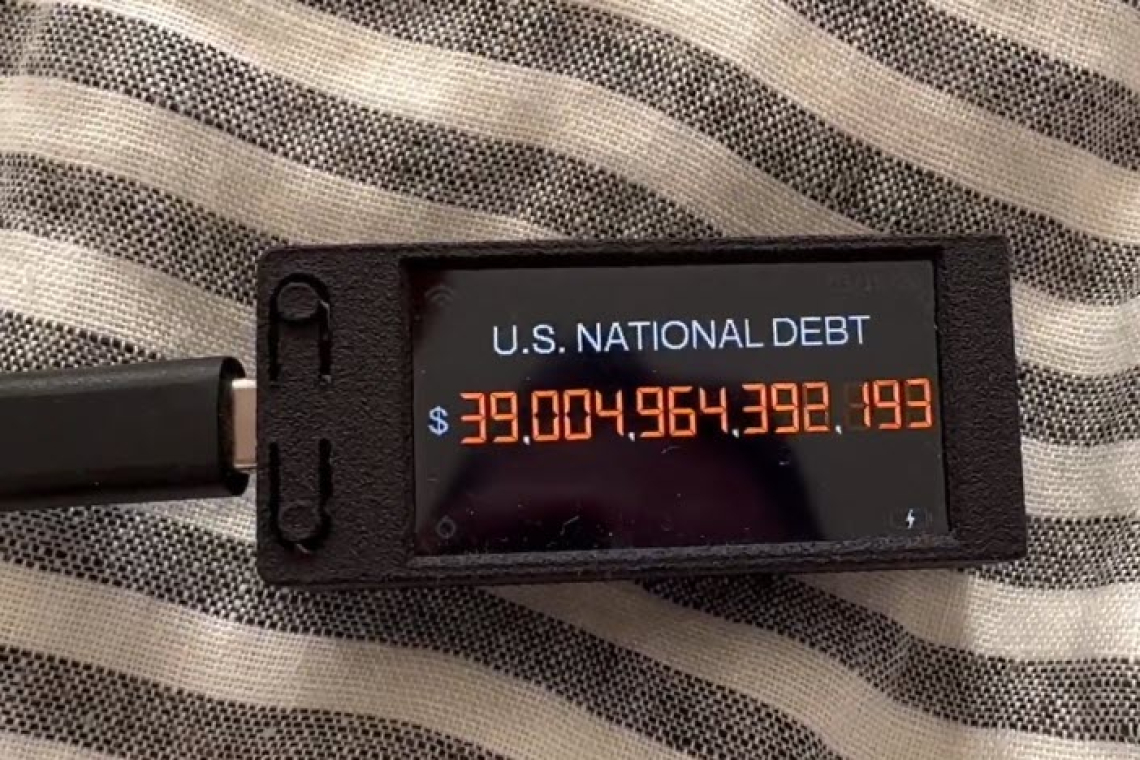 U.S. NATIONAL DEBT
$ 39,004,964,392,193